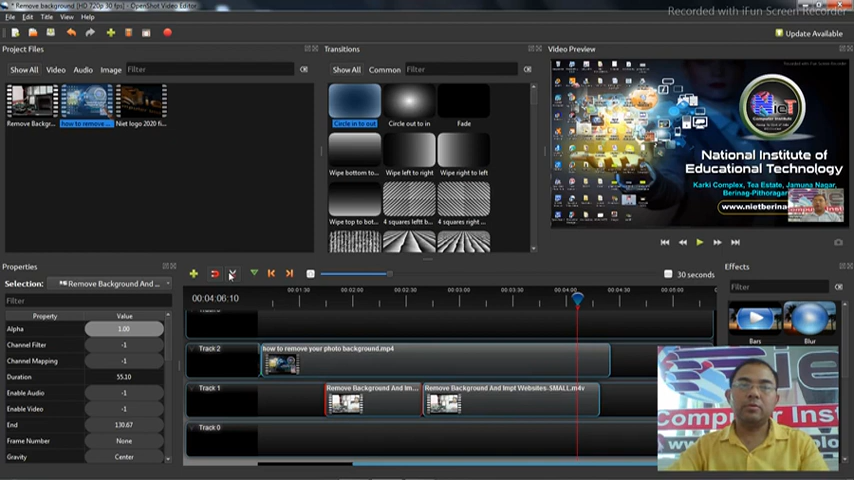 * Remove background [HD 720p 30 fps] - OpenShot Video Editor
Recorded with iFun Screen Recorder
File Edit Title View Help
Update Available
Project Files
Transitions
Video Preview
Show All Video Audio Image Filter
Show All Common Filter
Remove Backgr...
how to remove ...
Niet logo 2020 fi...
Circle in to out
Circle out to in
Fade
Wipe bottom to...
Wipe left to right
Wipe right to left
Wipe top to bot...
4 squares leftt b...
4 squares right ...
NieT
Computer Institute
National Institute of
Educational Technology
Karki Complex, Tea Estate, Jamuna Nagar,
Berinag-Pithoragarh
www.nietberina
Properties
Selection: Remove Background And ...
Filter
Property Value
Alpha 1.00
Channel Filter -1
Channel Mapping -1
Duration 55.10
Enable Audio -1
Enable Video -1
End 130.67
Frame Number None
Gravity Center
30 seconds
00:04:06:10
00:01:30
00:02:00
00:02:30
00:03:00
00:03:30
00:04:00
00:05:00
Track 2
how to remove your photo background.mp4
Track 1
Remove Background And Im...
Remove Background And Impt Websites-SMALL.m4v
Track 0
Effects
Filter
Bars
Blur
Computer Inst